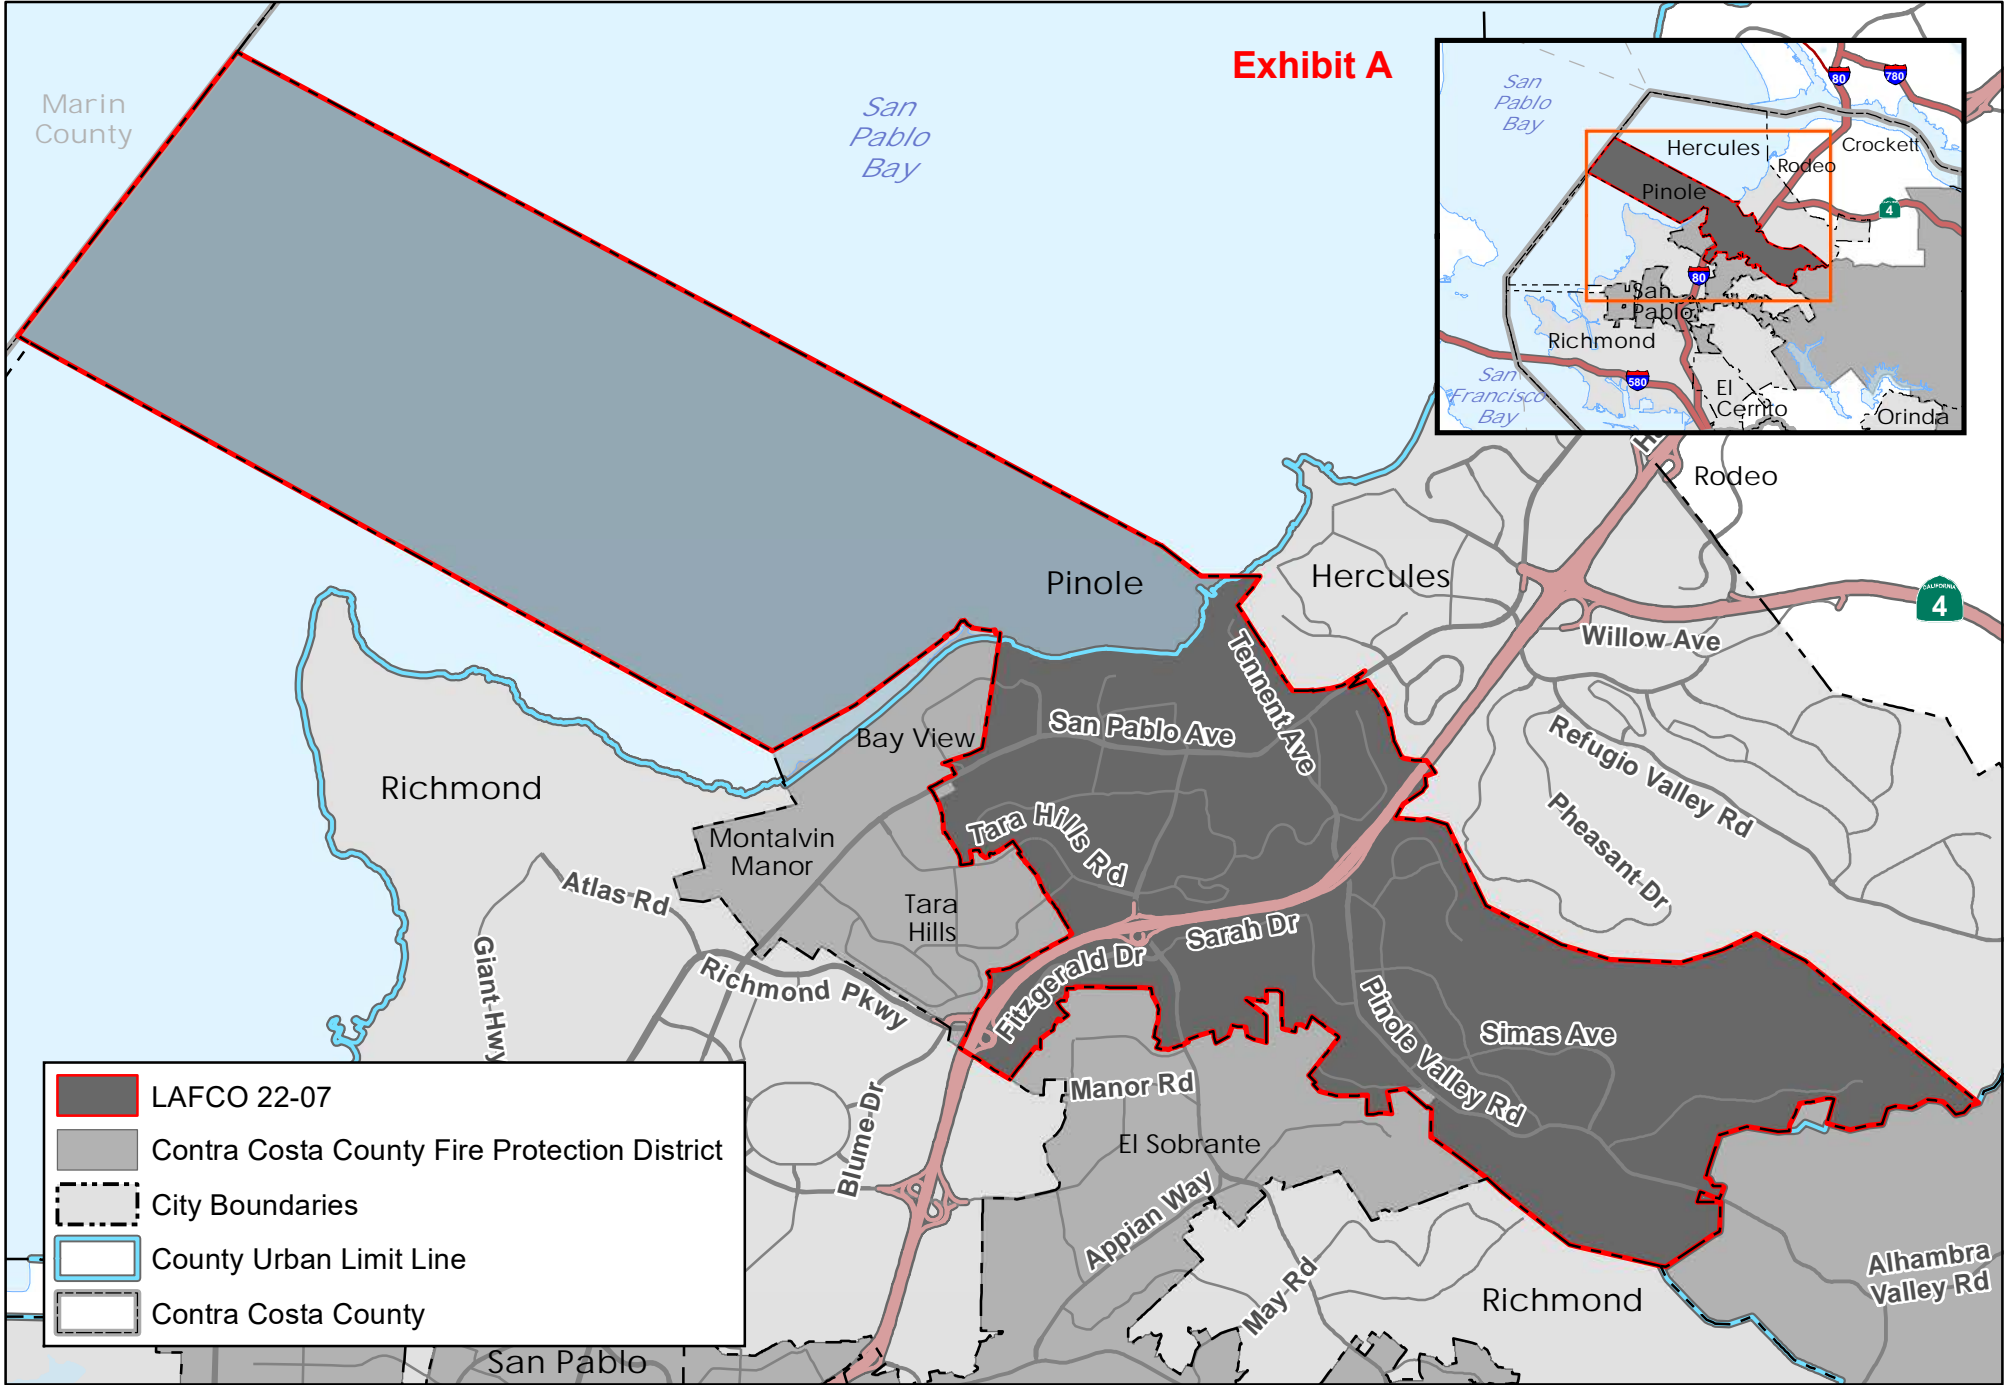 Exhibit A
Marin
County
San
Pablo
Bay
San
Pablo
Bay
80
780
Hercules
Crockett
Rodeo
Pinole
4
80
San
Pablo
Richmond
580
San
Francisco
Bay
El
Cerrito
Orinda
Rodeo
Pinole
Hercules
CALIFORNIA
4
Willow Ave
Tennent Ave
San Pablo Ave
Bay View
Refugio Valley Rd
Richmond
Pheasant Dr
Tara Hills Rd
Montalvin
Manor
Atlas Rd
Tara
Hills
Sarah Dr
Giant Hwy
Richmond Pkwy
Fitzgerald Dr
Pinole Valley Rd
Simas Ave
Manor Rd
Blume Dr
El Sobrante
Appian Way
May Rd
Richmond
Alhambra
Valley Rd
San Pablo
LAFCO 22-07
Contra Costa County Fire Protection District
City Boundaries
County Urban Limit Line
Contra Costa County